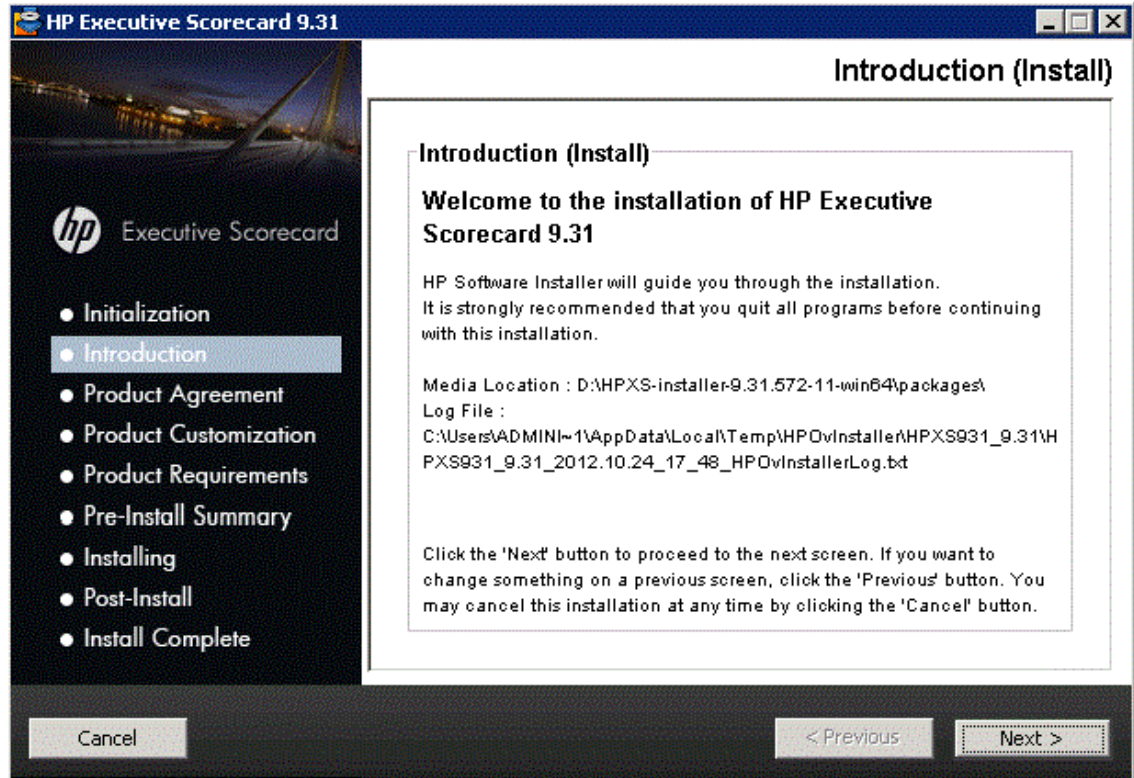 HP Executive Scorecard 9.31
Introduction (Install)
hp Executive Scorecard
Initialization
Introduction
Product Agreement
Product Customization
Product Requirements
Pre-Install Summary
Installing
Post-Install
Install Complete
Introduction (Install)
Welcome to the installation of HP Executive
Scorecard 9.31
HP Software Installer will guide you through the installation.
It is strongly recommended that you quit all programs before continuing
with this installation.
Media Location : D:\HPXS-installer-9.31.572-11-win64\packages\
Log File :
C:\Users\ADMINI~1\AppData\Local\Temp\HPOvInstaller\HPXS931_9.31\H
PXS931_9.31_2012.10.24_17_48_HPOvInstallerLog.txt
Click the 'Next' button to proceed to the next screen. If you want to
change something on a previous screen, click the 'Previous' button. You
may cancel this installation at any time by clicking the 'Cancel' button.
Cancel
< Previous
Next >